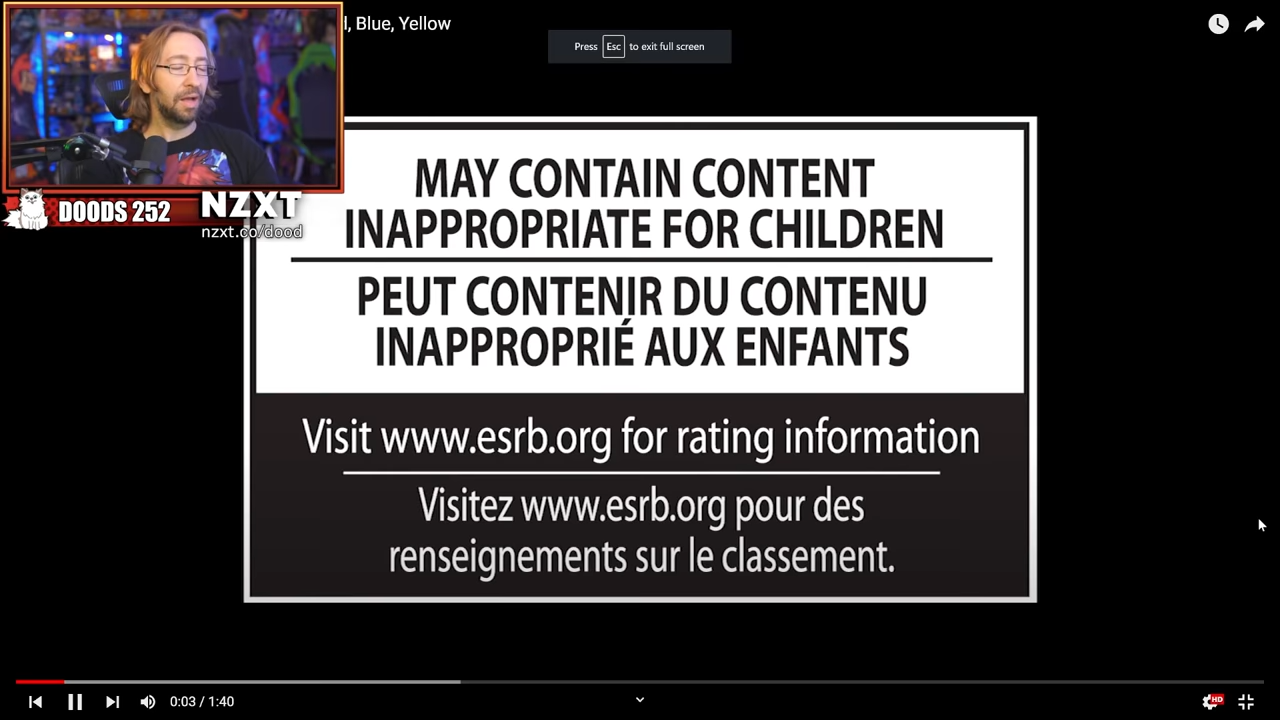 l, Blue, Yellow
Press Esc to exit full screen
DOODS 252
NZXT
nzxt.co/dood
MAY CONTAIN CONTENT
INAPPROPRIATE FOR CHILDREN
PEUT CONTENIR DU CONTENU
INAPPROPRIÉ AUX ENFANTS
Visit www.esrb.org for rating information
Visitez www.esrb.org pour des
renseignements sur le classement.
0:03 / 1:40
HD